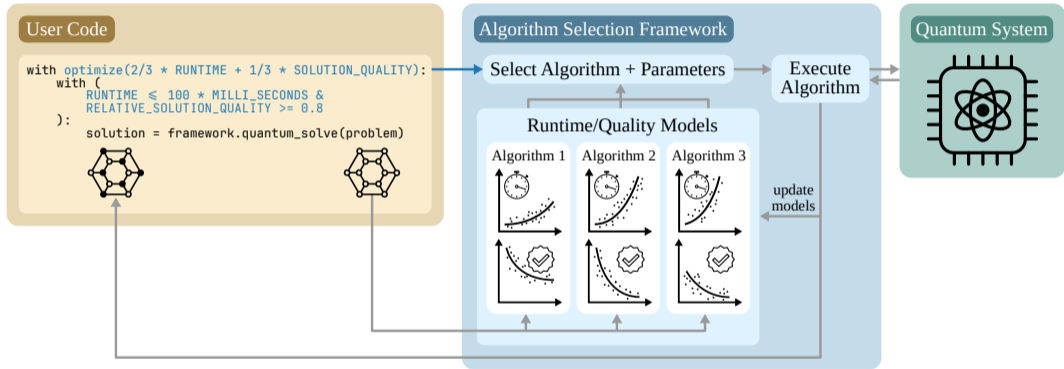 User Code
with optimize(2/3 * RUNTIME + 1/3 * SOLUTION_QUALITY):
with (
RUNTIME ⩽ 100 * MILLI_SECONDS &
RELATIVE_SOLUTION_QUALITY >= 0.8
):
solution = framework.quantum_solve(problem)
Algorithm Selection Framework
Select Algorithm + Parameters
Execute
Algorithm
Runtime/Quality Models
Algorithm 1
Algorithm 2
Algorithm 3
update
models
Quantum System